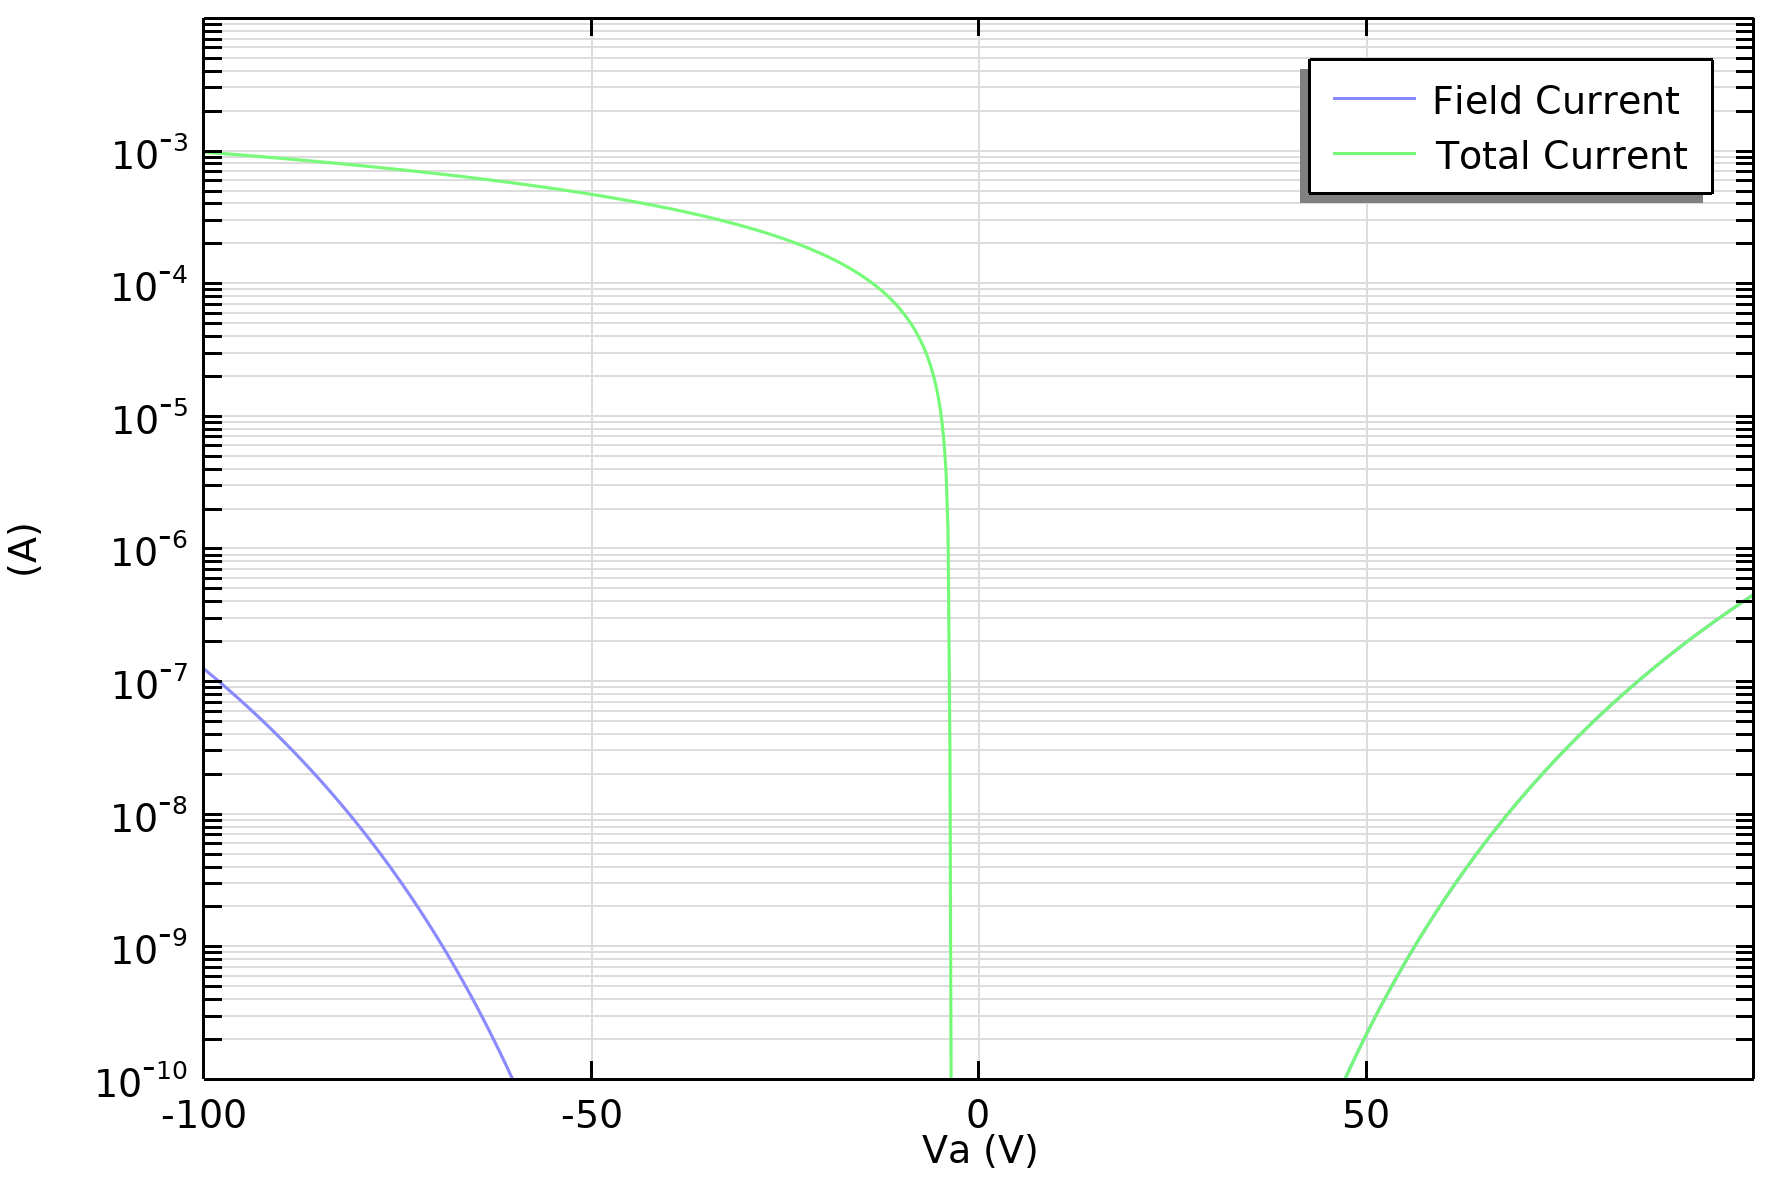 Field Current
Total Current
10⁻³
10⁻⁴
10⁻⁵
(A)
10⁻⁶
10⁻⁷
10⁻⁸
10⁻⁹
10⁻¹⁰
-100 -50 0 50
Va (V)